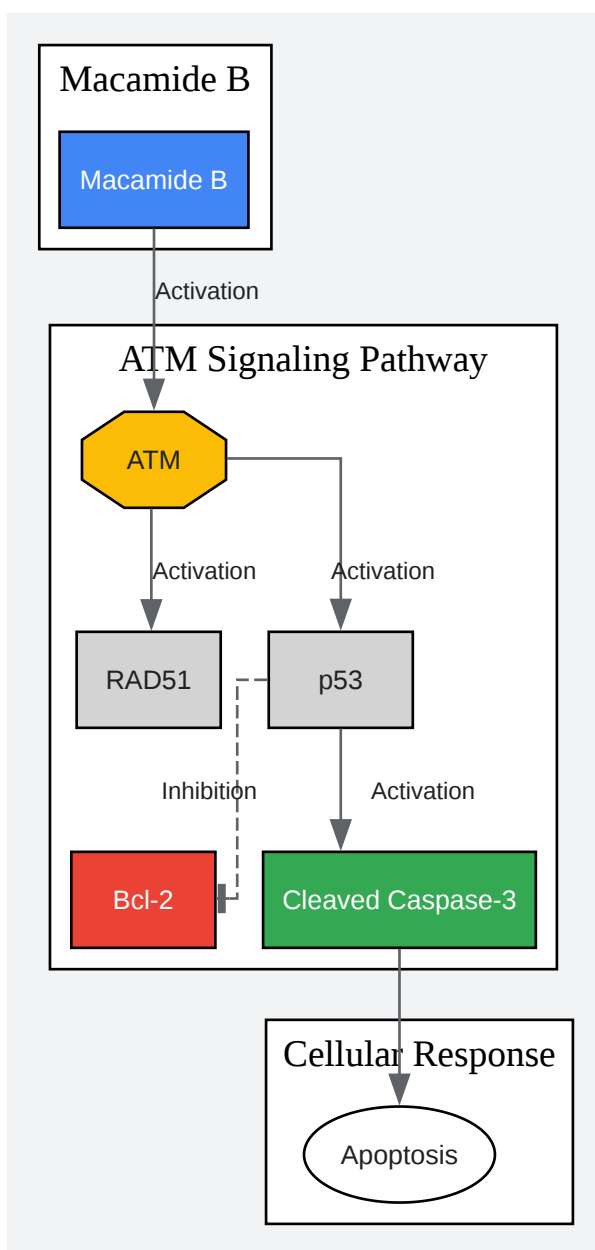 Macamide B
Macamide B
Activation
ATM Signaling Pathway
ATM
Activation
Activation
RAD51
p53
Inhibition
Activation
Bcl-2
Cleaved Caspase-3
Cellular Response
Apoptosis